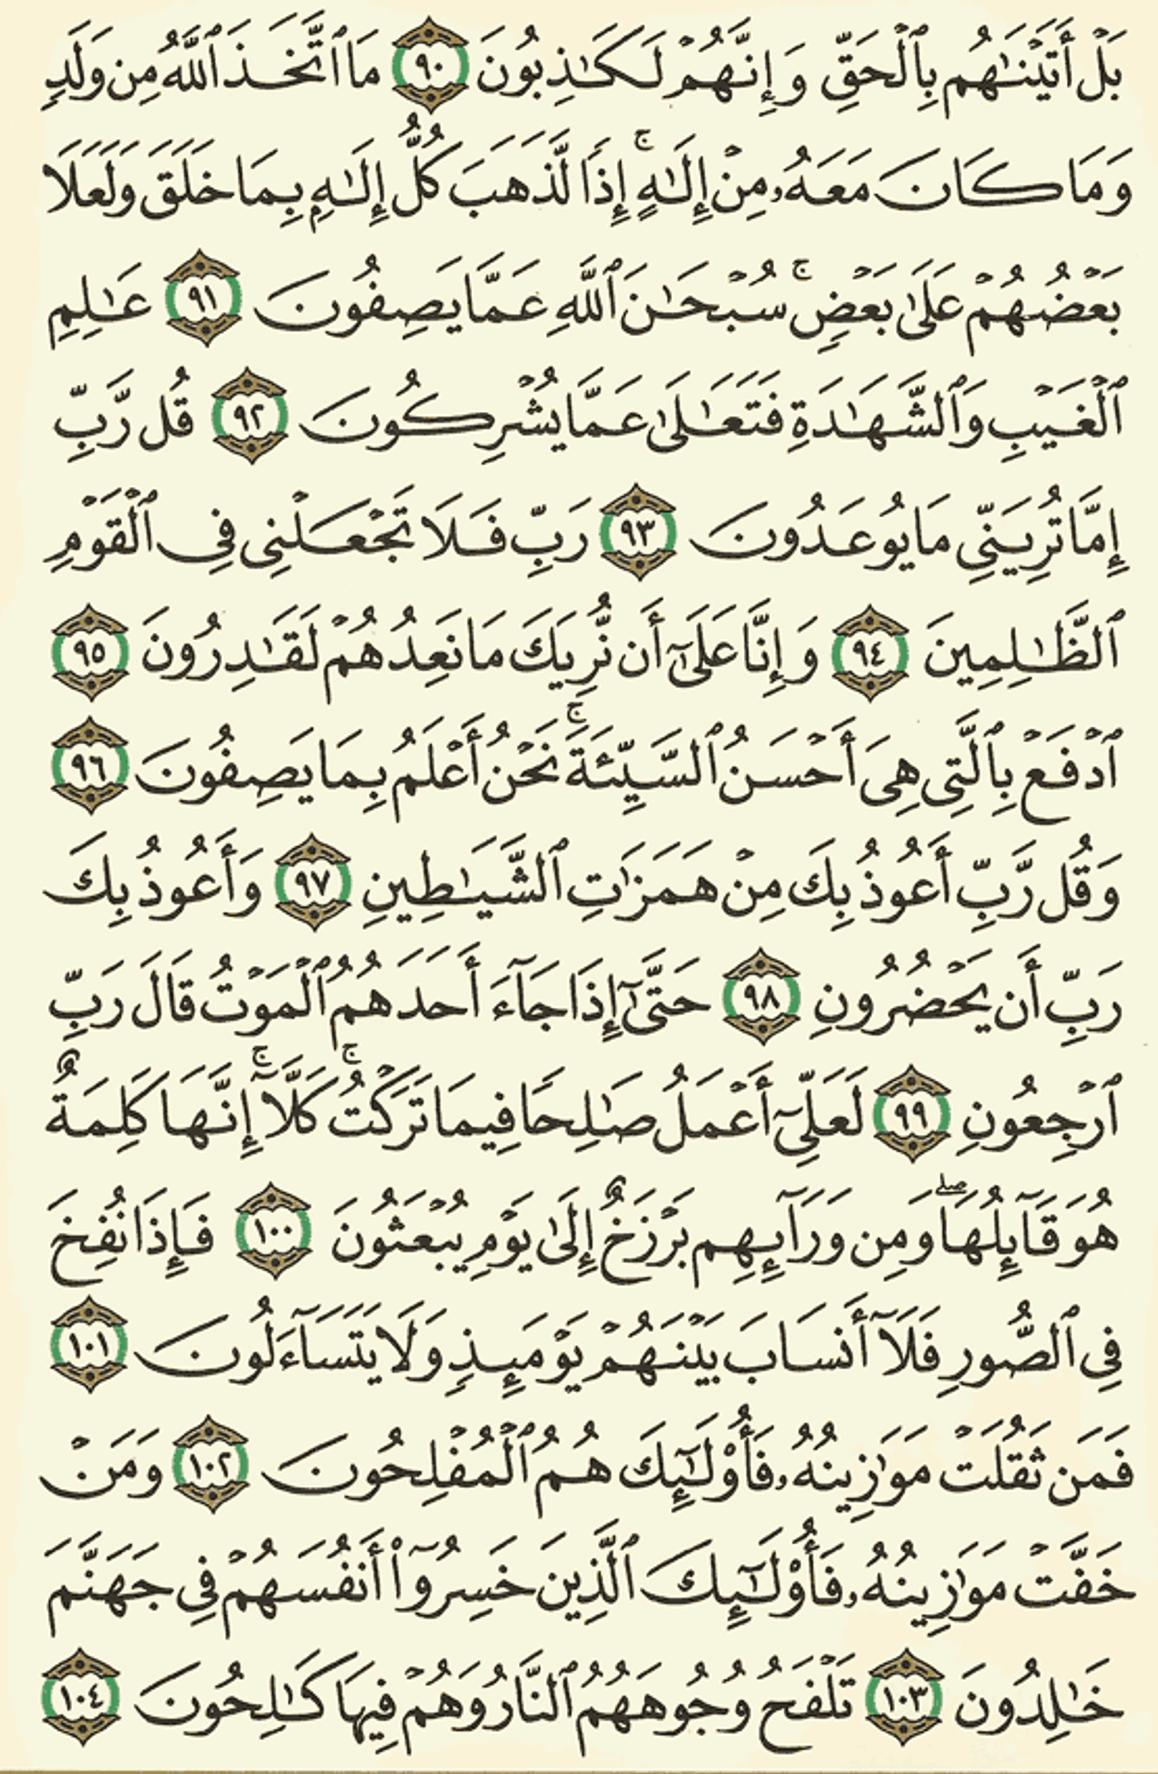 بَلْ أَتَيْنَـٰهُم بِٱلْحَقِّ وَإِنَّهُمْ لَكَـٰذِبُونَ ٩٠ مَا ٱتَّخَذَ ٱللَّهُ مِن وَلَدٍ
وَمَا كَانَ مَعَهُۥ مِنْ إِلَـٰهٍ ۚ إِذًا لَّذَهَبَ كُلُّ إِلَـٰهٍۭ بِمَا خَلَقَ وَلَعَلَا
بَعْضُهُمْ عَلَىٰ بَعْضٍ ۚ سُبْحَـٰنَ ٱللَّهِ عَمَّا يَصِفُونَ ٩١ عَـٰلِمِ
ٱلْغَيْبِ وَٱلشَّهَـٰدَةِ فَتَعَـٰلَىٰ عَمَّا يُشْرِكُونَ ٩٢ قُل رَّبِّ
إِمَّا تُرِيَنِّى مَا يُوعَدُونَ ٩٣ رَبِّ فَلَا تَجْعَلْنِى فِى ٱلْقَوْمِ
ٱلظَّـٰلِمِينَ ٩٤ وَإِنَّا عَلَىٰٓ أَن نُّرِيَكَ مَا نَعِدُهُمْ لَقَـٰدِرُونَ ٩٥
ٱدْفَعْ بِٱلَّتِى هِىَ أَحْسَنُ ٱلسَّيِّئَةَ ۚ نَحْنُ أَعْلَمُ بِمَا يَصِفُونَ ٩٦
وَقُل رَّبِّ أَعُوذُ بِكَ مِنْ هَمَزَٰتِ ٱلشَّيَـٰطِينِ ٩٧ وَأَعُوذُ بِكَ
رَبِّ أَن يَحْضُرُونِ ٩٨ حَتَّىٰٓ إِذَا جَآءَ أَحَدَهُمُ ٱلْمَوْتُ قَالَ رَبِّ
ٱرْجِعُونِ ٩٩ لَعَلِّىٓ أَعْمَلُ صَـٰلِحًا فِيمَا تَرَكْتُ ۚ كَلَّآ ۚ إِنَّهَا كَلِمَةٌ
هُوَ قَآئِلُهَا ۖ وَمِن وَرَآئِهِم بَرْزَخٌ إِلَىٰ يَوْمِ يُبْعَثُونَ ١٠٠ فَإِذَا نُفِخَ
فِى ٱلصُّورِ فَلَآ أَنسَابَ بَيْنَهُمْ يَوْمَئِذٍ وَلَا يَتَسَآءَلُونَ ١٠١
فَمَن ثَقُلَتْ مَوَٰزِينُهُۥ فَأُو۟لَـٰٓئِكَ هُمُ ٱلْمُفْلِحُونَ ١٠٢ وَمَنْ
خَفَّتْ مَوَٰزِينُهُۥ فَأُو۟لَـٰٓئِكَ ٱلَّذِينَ خَسِرُوٓا۟ أَنفُسَهُمْ فِى جَهَنَّمَ
خَـٰلِدُونَ ١٠٣ تَلْفَحُ وُجُوهَهُمُ ٱلنَّارُ وَهُمْ فِيهَا كَـٰلِحُونَ ١٠٤